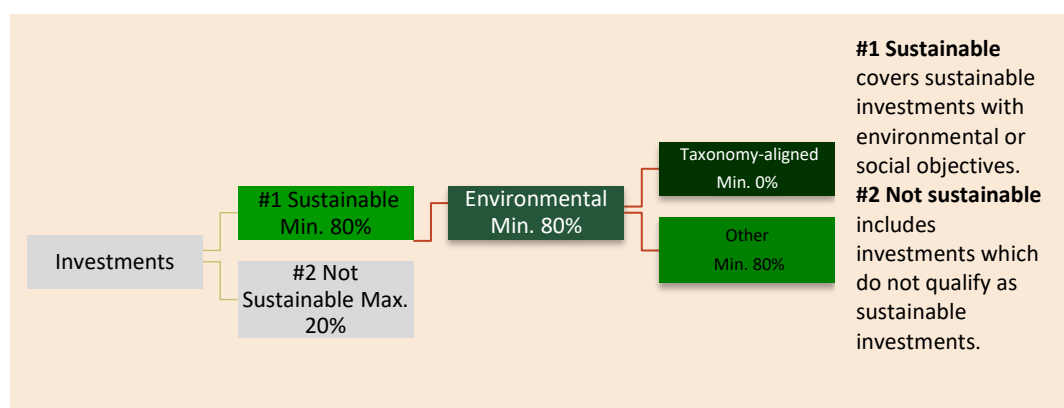 Investments
#1 Sustainable
Min. 80%
#2 Not
Sustainable Max.
20%
Environmental
Min. 80%
Taxonomy-aligned
Min. 0%
Other
Min. 80%
#1 Sustainable
covers sustainable
investments with
environmental or
social objectives.
#2 Not sustainable
includes
investments which
do not qualify as
sustainable
investments.